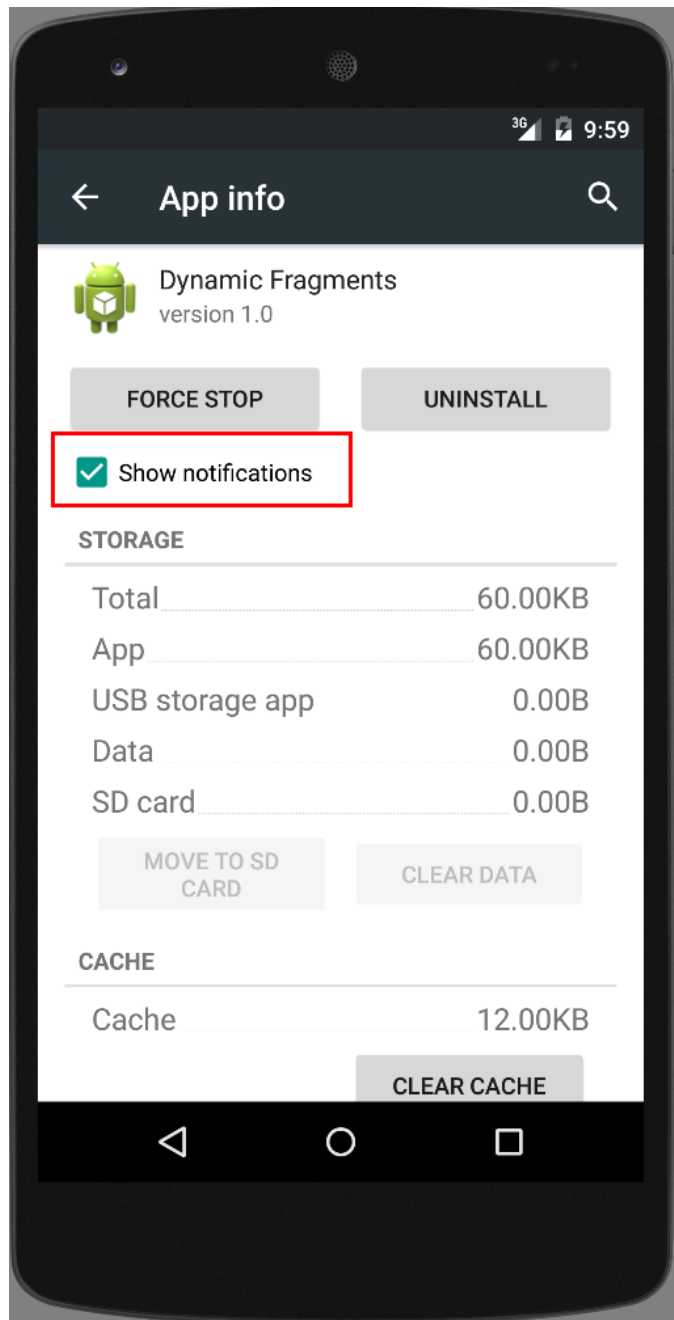 3G 9:59
App info
Dynamic Fragments
version 1.0
FORCE STOP UNINSTALL
Show notifications
STORAGE
Total 60.00KB
App 60.00KB
USB storage app 0.00B
Data 0.00B
SD card 0.00B
MOVE TO SD
CARD
CLEAR DATA
CACHE
Cache 12.00KB
CLEAR CACHE